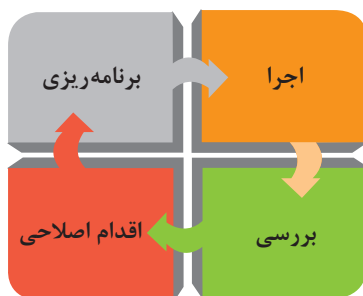 اجرا
برنامه‌ریزی
بررسی
اقدام اصلاحی